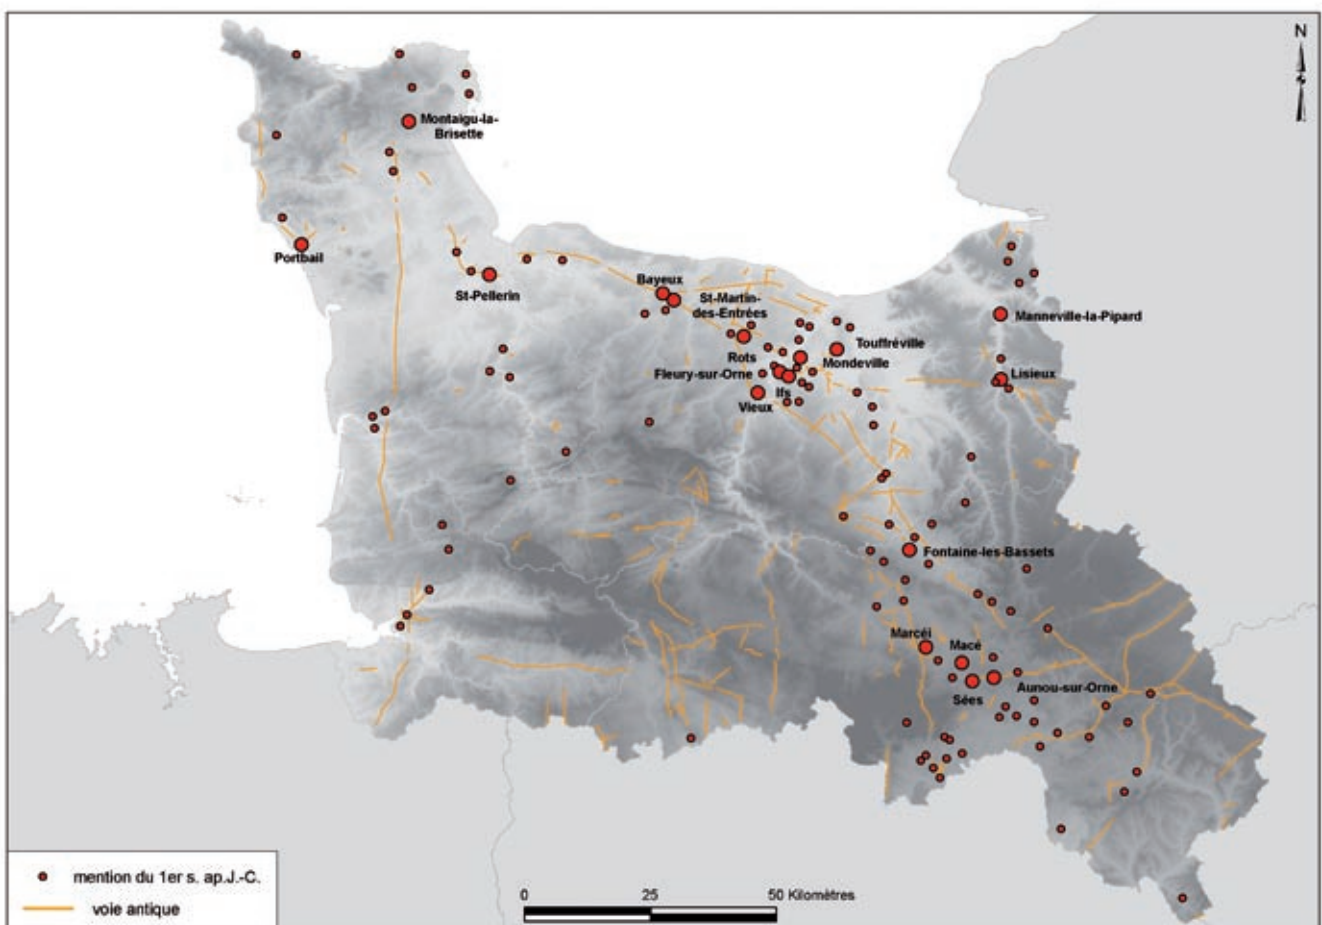 N
Montaigu-la-
Brisette
Portbail
St-Pellerin
Bayeux
St-Martin-
des-Entrées
Manneville-la-Pipard
Touffréville
Rots
Mondeville
Fleury-sur-Orne
Lisieux
Ifs
Vieux
Fontaine-les-Bassets
Marcéi
Macé
Aunou-sur-Orne
Sées
mention du 1er s. ap.J.-C.
voie antique
0 25 50 Kilomètres